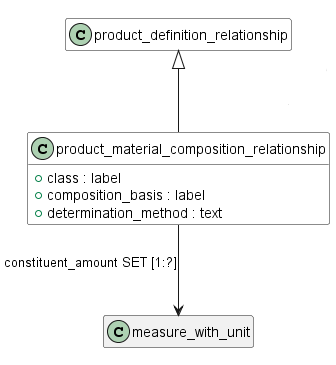 C product_definition_relationship
C product_material_composition_relationship
class : label
composition_basis : label
determination_method : text
constituent_amount SET [1:?]
C measure_with_unit